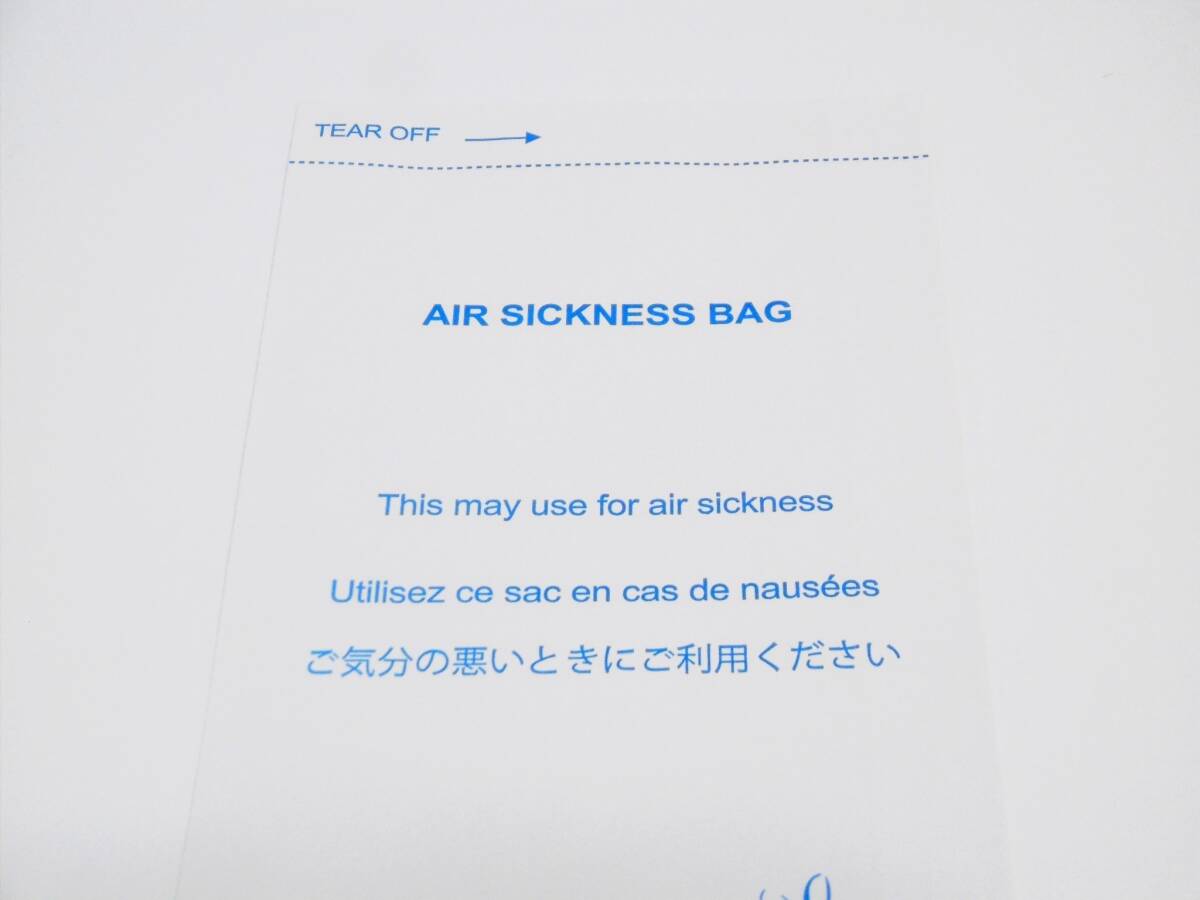 TEAR OFF
AIR SICKNESS BAG
This may use for air sickness
Utilisez ce sac en cas de nausées
ご気分の悪いときにご利用ください